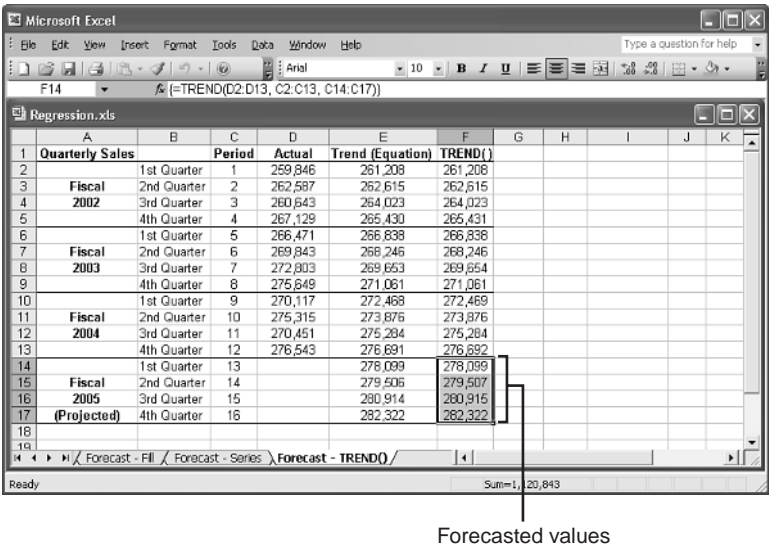 Microsoft Excel
File Edit View Insert Format Tools Data Window Help Type a question for help
Arial 10 B I U
F14 fx {=TREND(D2:D13, C2:C13, C14:C17)}
Regression.xls
A B C D E F G H I J K
1 Quarterly Sales Period Actual Trend (Equation) TREND()
2 1st Quarter 1 259,846 261,208 261,208
3 Fiscal 2nd Quarter 2 262,587 262,615 262,615
4 2002 3rd Quarter 3 260,643 264,023 264,023
5 4th Quarter 4 267,129 265,430 265,431
6 1st Quarter 5 266,471 266,838 266,838
7 Fiscal 2nd Quarter 6 269,843 268,246 268,246
8 2003 3rd Quarter 7 272,803 269,653 269,654
9 4th Quarter 8 275,649 271,061 271,061
10 1st Quarter 9 270,117 272,468 272,469
11 Fiscal 2nd Quarter 10 275,315 273,876 273,876
12 2004 3rd Quarter 11 270,451 275,284 275,284
13 4th Quarter 12 276,543 276,691 276,692
14 1st Quarter 13 278,099 278,099
15 Fiscal 2nd Quarter 14 279,506 279,507
16 2005 3rd Quarter 15 280,914 280,915
17 (Projected) 4th Quarter 16 282,322 282,322
18
19
Forecast - Fill Forecast - Series Forecast - TREND()
Ready Sum=1,120,843
Forecasted values